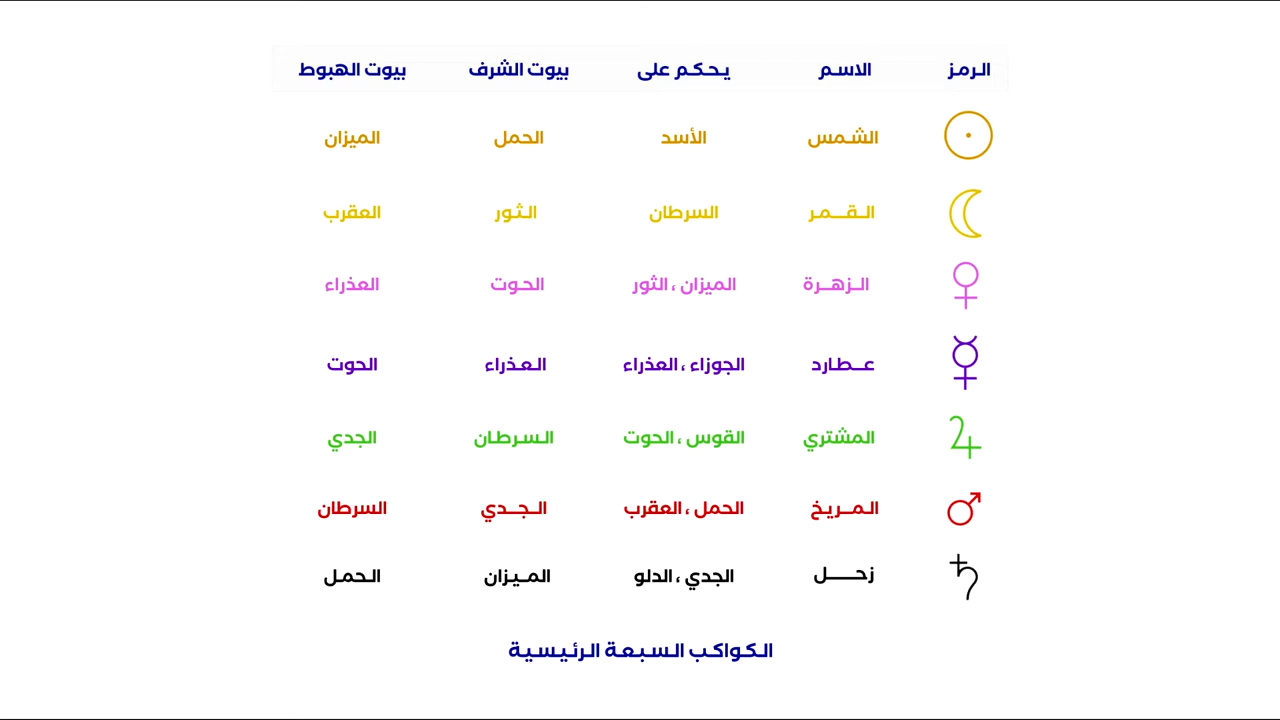 الرمز الاسم يحكم على بيوت الشرف بيوت الهبوط
الشمس الأسد الحمل الميزان
القمر السرطان الثور العقرب
الزهرة الميزان ، الثور الحوت العذراء
عطارد الجوزاء ، العذراء العذراء الحوت
المشتري القوس ، الحوت السرطان الجدي
المريخ الحمل ، العقرب الجدي السرطان
زحل الجدي ، الدلو الميزان الحمل
الكواكب السبعة الرئيسية